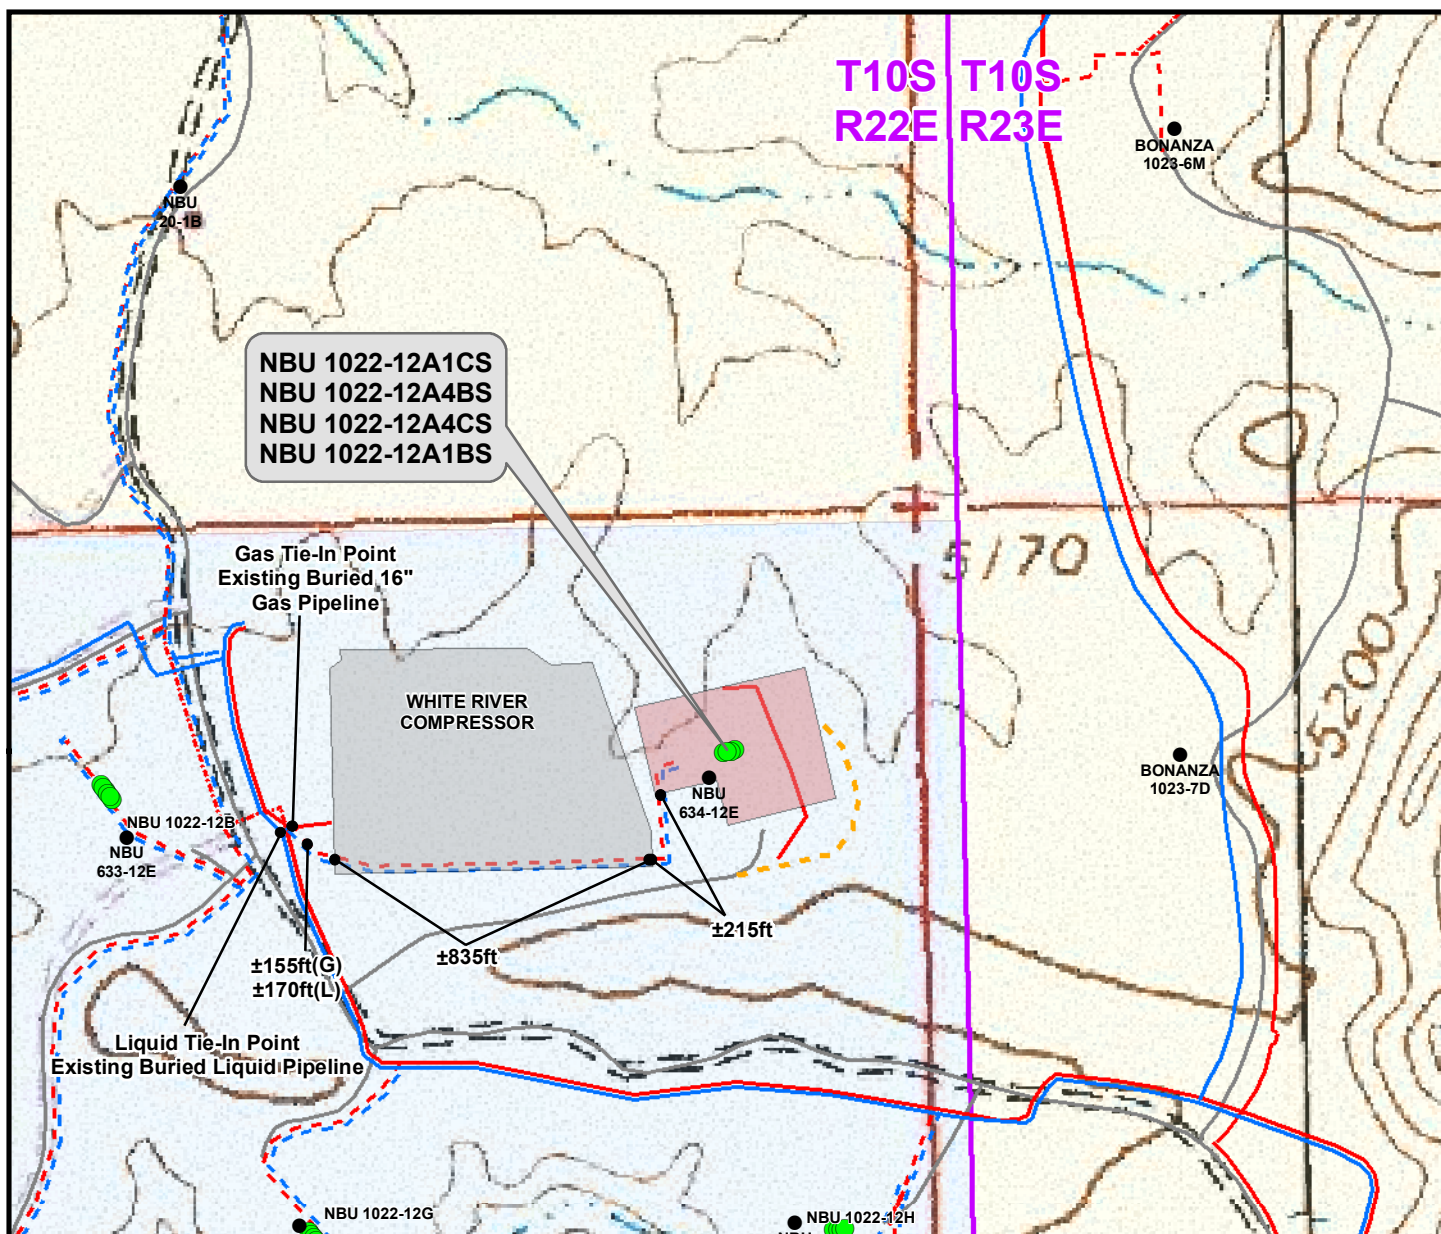 T10S T10S
R22E R23E
BONANZA
1023-6M
NBU
20-1B
NBU 1022-12A1CS
NBU 1022-12A4BS
NBU 1022-12A4CS
NBU 1022-12A1BS
Gas Tie-In Point
Existing Buried 16"
Gas Pipeline
5170
5200
WHITE RIVER
COMPRESSOR
BONANZA
1023-7D
NBU
634-12E
NBU 1022-12B
NBU
633-12E
±215ft
±835ft
±155ft(G)
±170ft(L)
Liquid Tie-In Point
Existing Buried Liquid Pipeline
NBU 1022-12G
NBU 1022-12H
NBU